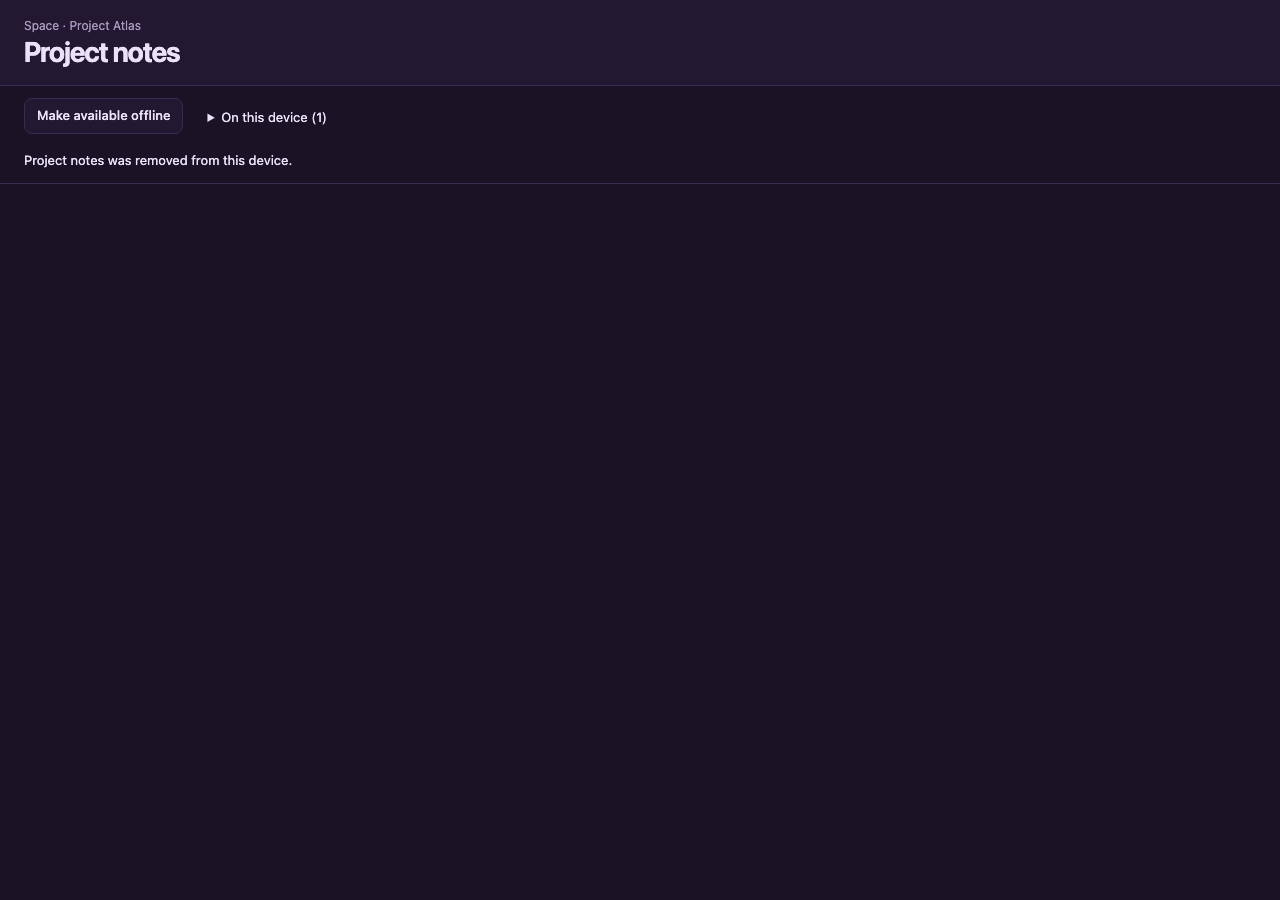 Space · Project Atlas
Project notes
Make available offline
On this device (1)
Project notes was removed from this device.